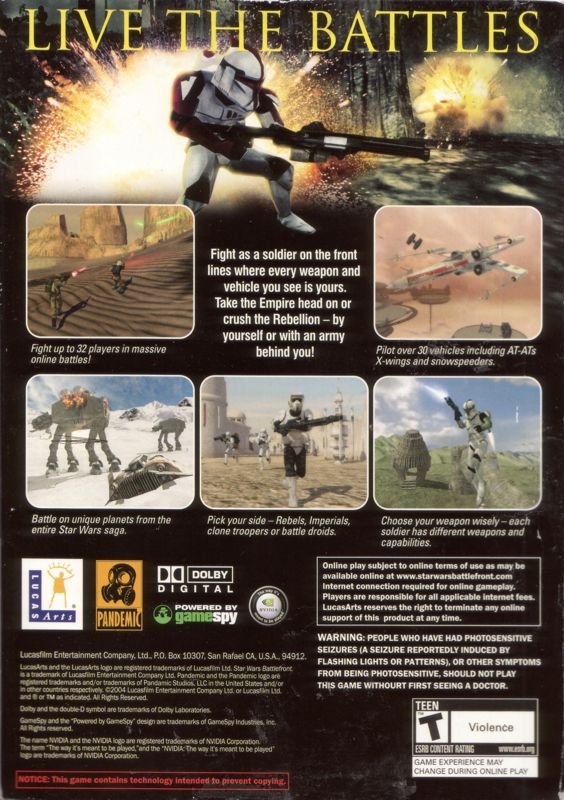 LIVE THE BATTLES
Fight as a soldier on the front
lines where every weapon and
vehicle you see is yours.
Take the Empire head on or
crush the Rebellion – by
yourself or with an army
behind you!
Fight up to 32 players in massive
online battles!
Pilot over 30 vehicles including AT-ATs
X-wings and snowspeeders.
Battle on unique planets from the
entire Star Wars saga.
Pick your side – Rebels, Imperials,
clone troopers or battle droids.
Choose your weapon wisely – each
soldier has different weapons and
capabilities.
LUCAS
Arts
PANDEMIC
DOLBY
DIGITAL
POWERED BY
gamespy
NVIDIA
Online play subject to online terms of use as may be
available online at www.starwarsbattlefront.com
Internet connection required for online gameplay.
Players are responsible for all applicable internet fees.
LucasArts reserves the right to terminate any online
support of this product at any time.
WARNING: PEOPLE WHO HAVE HAD PHOTOSENSITIVE
SEIZURES (A SEIZURE REPORTEDLY INDUCED BY
FLASHING LIGHTS OR PATTERNS), OR OTHER SYMPTOMS
FROM BEING PHOTOSENSITIVE, SHOULD NOT PLAY
THIS GAME WITHOURT FIRST SEEING A DOCTOR.
Lucasfilm Entertainment Company, Ltd., P.O. Box 10307, San Rafael CA, U.S.A., 94912.
LucasArts and the LucasArts logo are registered trademarks of Lucasfilm Ltd. Star Wars Battlefront.
is a trademark of Lucasfilm Entertainment Company Ltd. Pandemic and the Pandemic logo are
registered trademarks and/or trademarks of Pandemic Studios, LLC in the United States and/or
in other countries respectively. ©2004 Lucasfilm Entertainment Company Ltd. or Lucasfilm Ltd.
and ® or TM as indicated. All Rights Reserved.
Dolby and the double-D symbol are trademarks of Dolby Laboratories.
GameSpy and the "Powered by GameSpy" design are trademarks of GameSpy Industries, Inc.
All Rights Reserved.
The name NVIDIA and the NVIDIA logo are registered trademarks of NVIDIA Corporation.
The term "The way it's meant to be played,"and the "NVIDIA: The way it's meant to be played"
logo are trademarks of NVIDIA Corporation.
TEEN
T
Violence
ESRB CONTENT RATING www.esrb.org
GAME EXPERIENCE MAY
CHANGE DURING ONLINE PLAY
NOTICE: This game contains technology intended to prevent copying.